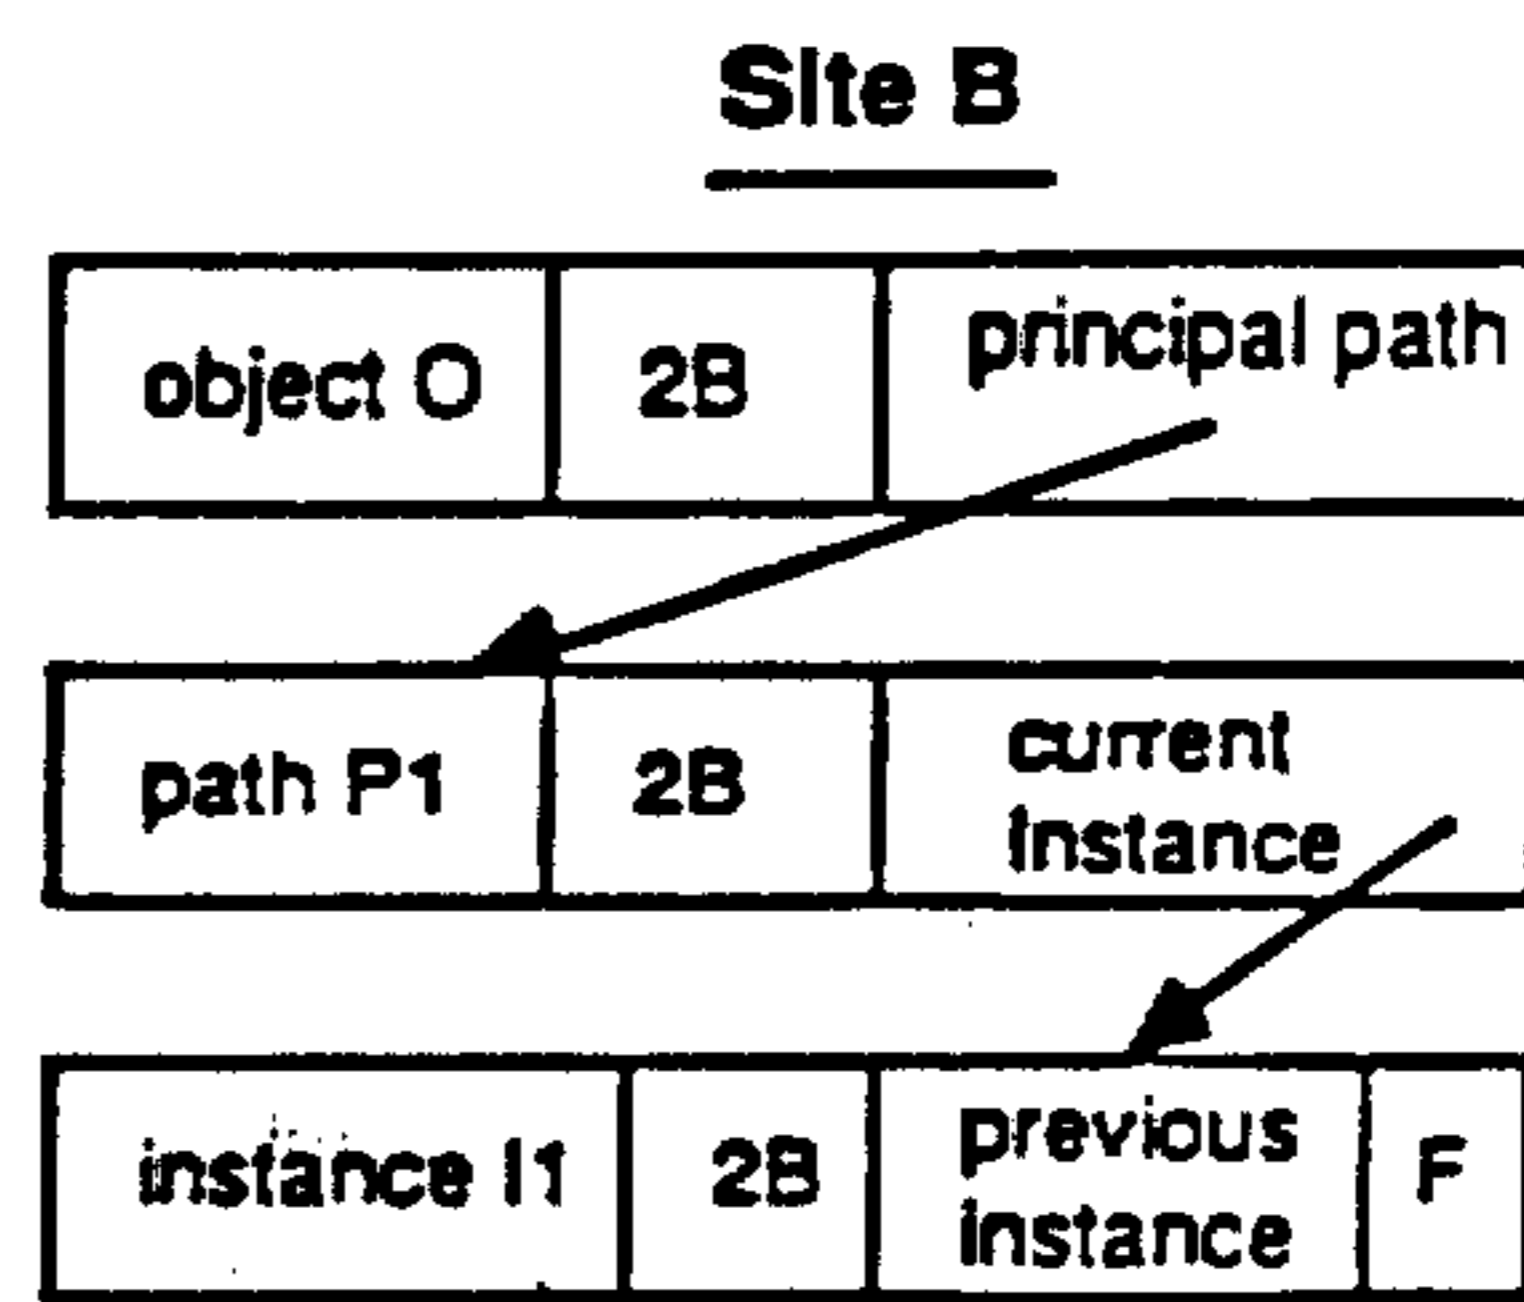 Site B
object O 2B principal path
path P1 2B current
instance
instance I1 2B previous
instance F